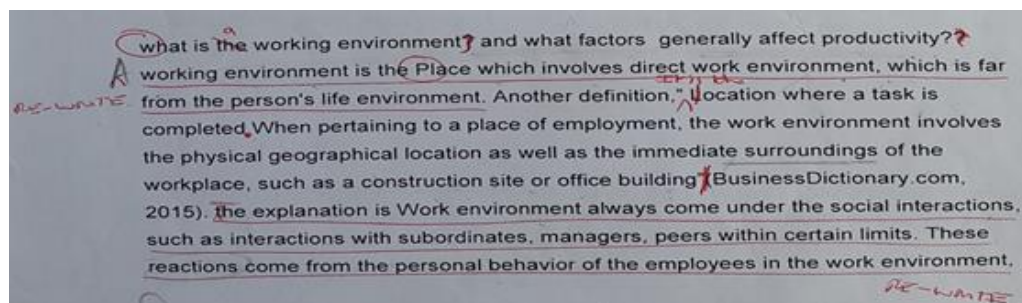 a
what is the working environment? and what factors generally affect productivity??
A working environment is the Place which involves direct work environment, which is far
RE-WRITE from the person's life environment. Another definition," Location where a task is
completed. When pertaining to a place of employment, the work environment involves
the physical geographical location as well as the immediate surroundings of the
workplace, such as a construction site or office building"(BusinessDictionary.com,
2015). the explanation is Work environment always come under the social interactions,
such as interactions with subordinates, managers, peers within certain limits. These
reactions come from the personal behavior of the employees in the work environment.
RE-WRITE